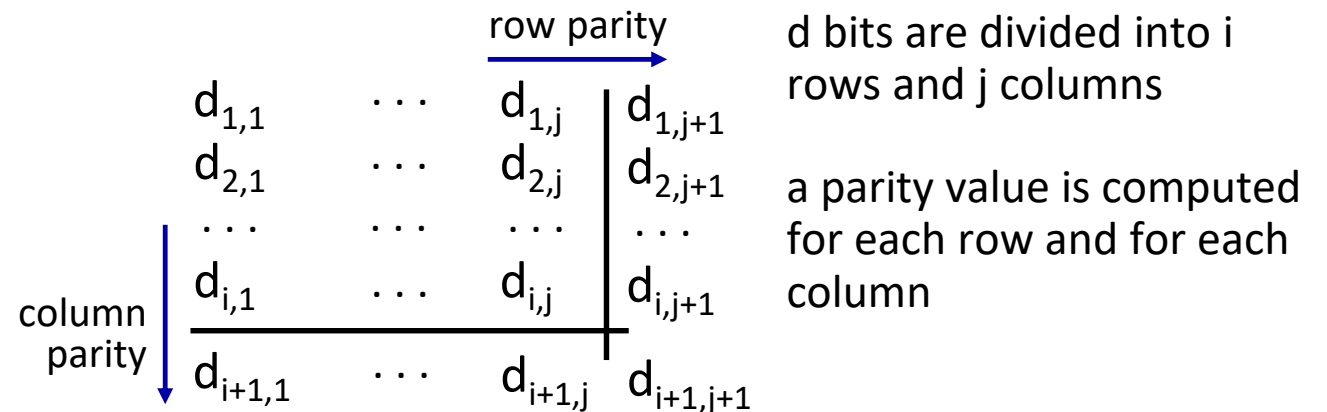 row parity
d1,1 . . . d1,j d1,j+1
d2,1 . . . d2,j d2,j+1
. . . . . . . . . . . .
di,1 . . . di,j di,j+1
column
parity
di+1,1 . . . di+1,j di+1,j+1
d bits are divided into i
rows and j columns
a parity value is computed
for each row and for each
column